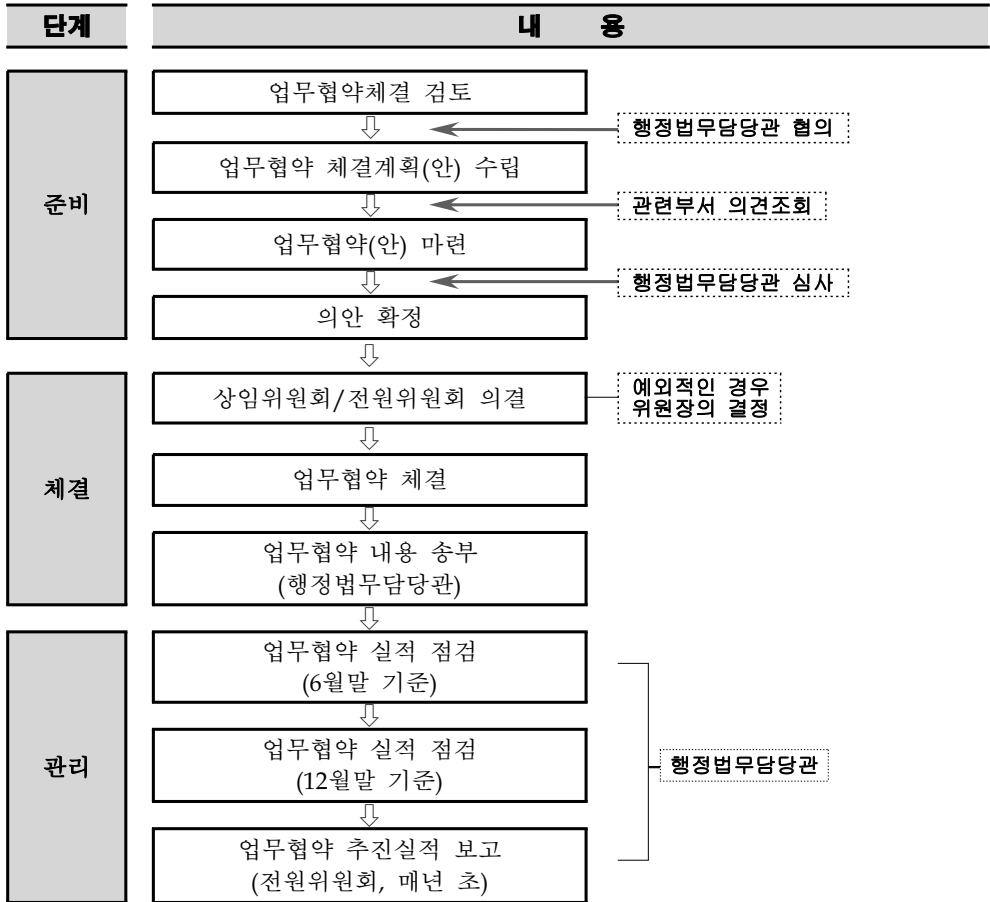 단계
내 용
준비
업무협약체결 검토
행정법무담당관 협의
업무협약 체결계획(안) 수립
관련부서 의견조회
업무협약(안) 마련
행정법무담당관 심사
의안 확정
체결
상임위원회/전원위원회 의결
예외적인 경우
위원장의 결정
업무협약 체결
업무협약 내용 송부
(행정법무담당관)
관리
업무협약 실적 점검
(6월말 기준)
업무협약 실적 점검
(12월말 기준)
행정법무담당관
업무협약 추진실적 보고
(전원위원회, 매년 초)